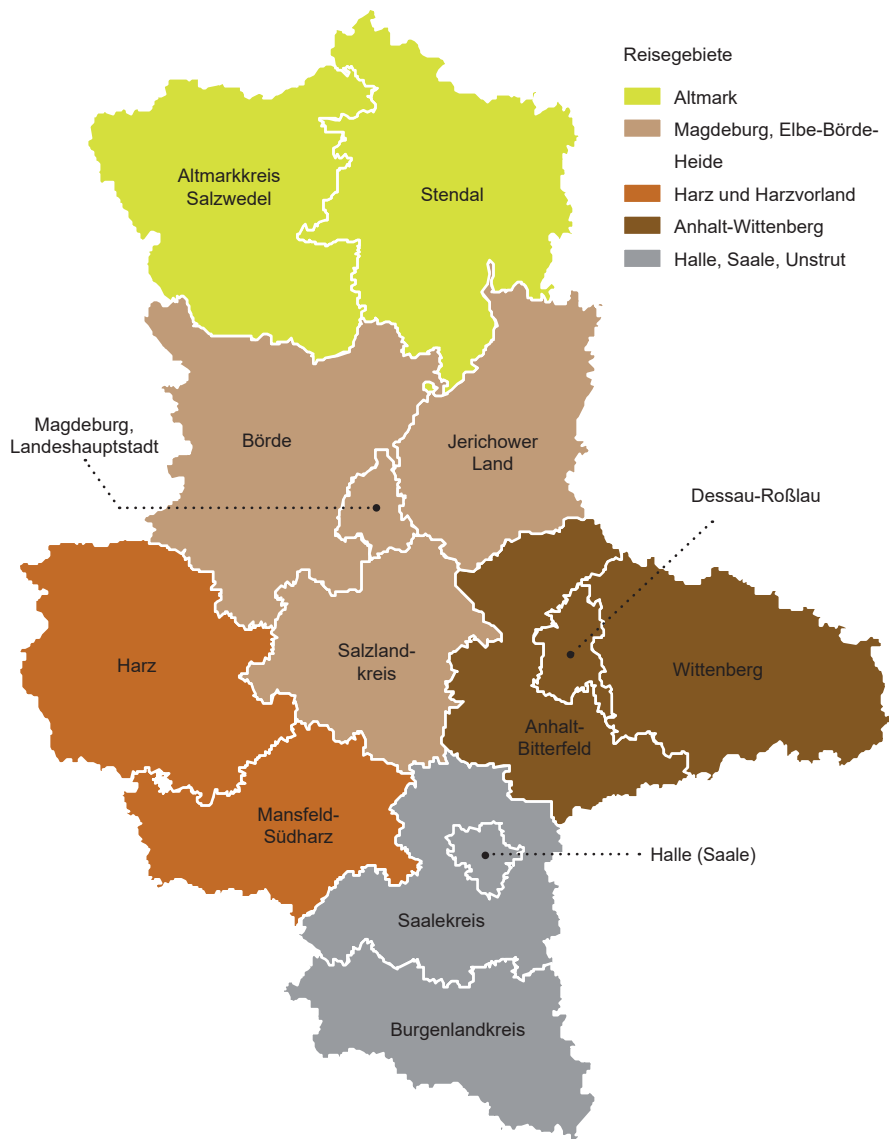 Reisegebiete
Altmark
Magdeburg, Elbe-Börde-
Heide
Harz und Harzvorland
Anhalt-Wittenberg
Halle, Saale, Unstrut
Altmarkkreis
Salzwedel
Stendal
Magdeburg,
Landeshauptstadt
Börde
Jerichower
Land
Dessau-Roßlau
Harz
Salzland-
kreis
Wittenberg
Anhalt-
Bitterfeld
Mansfeld-
Südharz
Halle (Saale)
Saalekreis
Burgenlandkreis